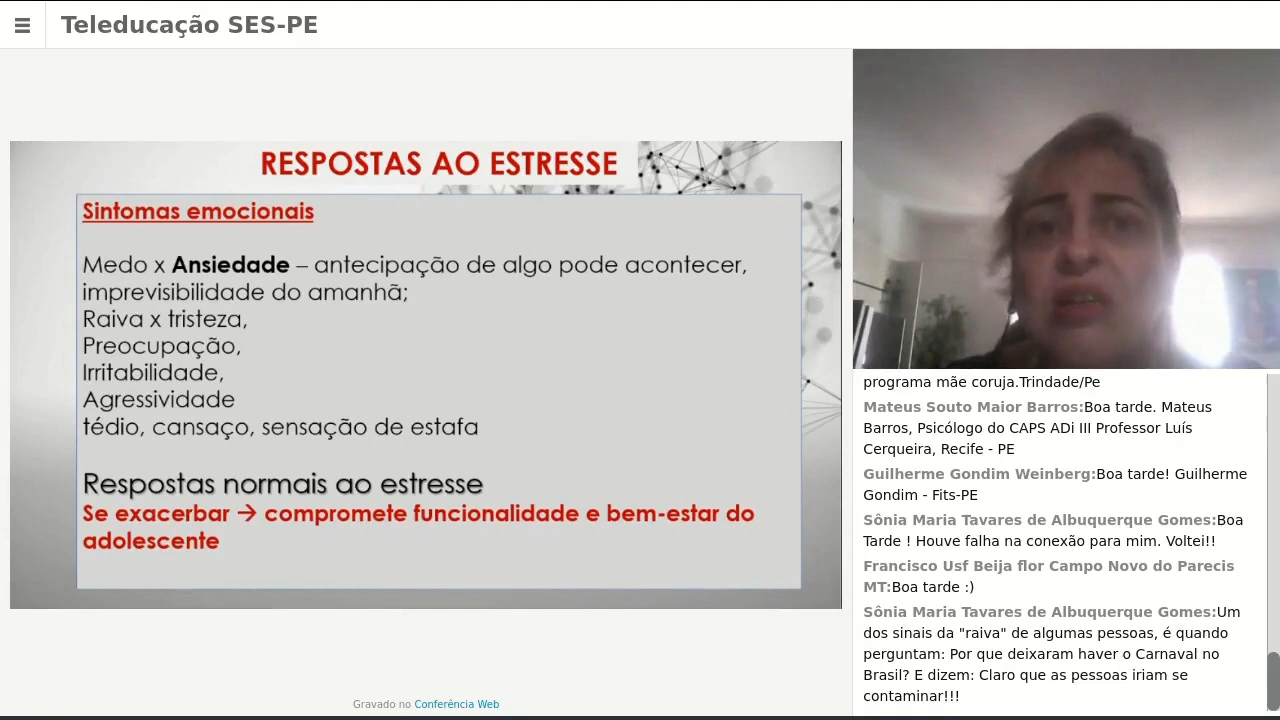 Teleducação SES-PE
RESPOSTAS AO ESTRESSE
Sintomas emocionais
Medo x Ansiedade – antecipação de algo pode acontecer,
imprevisibilidade do amanhã;
Raiva x tristeza,
Preocupação,
Irritabilidade,
Agressividade
tédio, cansaço, sensação de estafa
Respostas normais ao estresse
Se exacerbar → compromete funcionalidade e bem-estar do
adolescente
Gravado no Conferência Web
programa mãe coruja.Trindade/Pe
Mateus Souto Maior Barros:Boa tarde. Mateus
Barros, Psicólogo do CAPS ADi III Professor Luís
Cerqueira, Recife - PE
Guilherme Gondim Weinberg:Boa tarde! Guilherme
Gondim - Fits-PE
Sônia Maria Tavares de Albuquerque Gomes:Boa
Tarde ! Houve falha na conexão para mim. Voltei!!
Francisco Usf Beija flor Campo Novo do Parecis
MT:Boa tarde :)
Sônia Maria Tavares de Albuquerque Gomes:Um
dos sinais da "raiva" de algumas pessoas, é quando
perguntam: Por que deixaram haver o Carnaval no
Brasil? E dizem: Claro que as pessoas iriam se
contaminar!!!